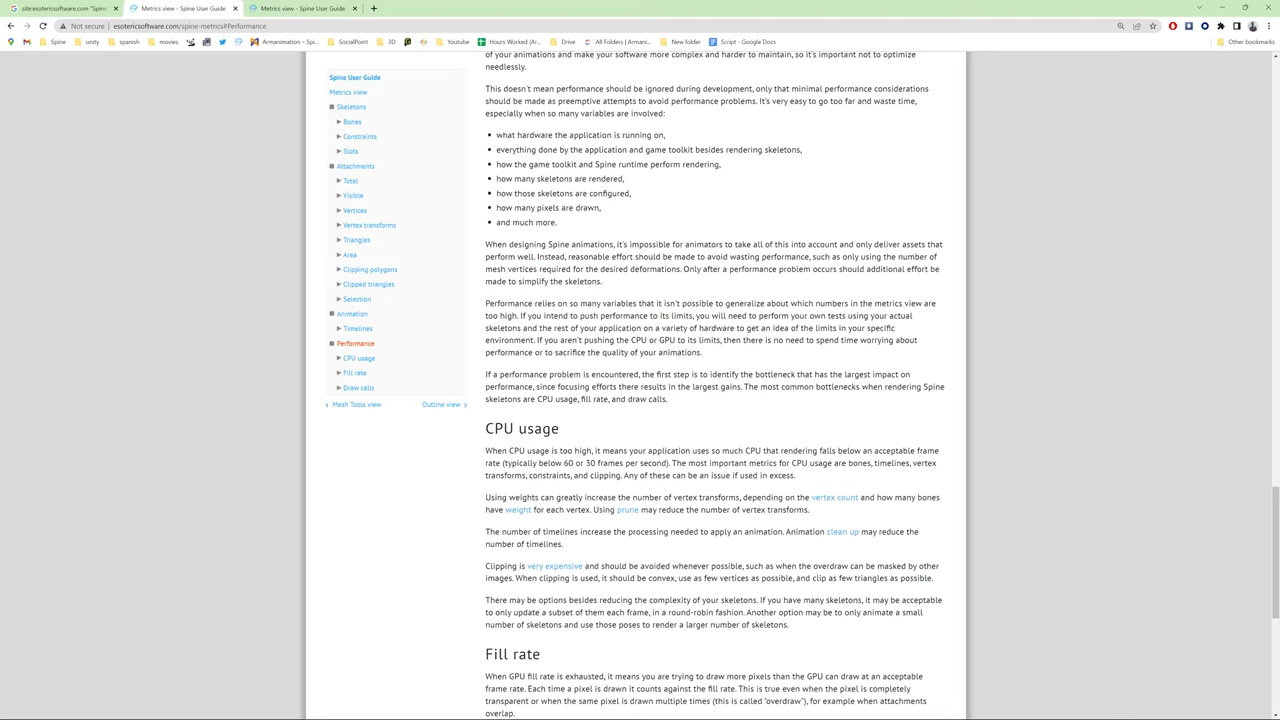 site:esotericsoftware.com "Spine
Metrics view - Spine User Guide
Metrics view - Spine User Guide
Not secure
esotericsoftware.com/spine-metrics#Performance
Spine
unity
spanish
movies
Armanimation – Spi...
SocialPoint
3D
Youtube
Hours Worked (Ar...
Drive
All Folders | Armani...
New folder
Script - Google Docs
Other bookmarks
Spine User Guide
Metrics view
Skeletons
Bones
Constraints
Slots
Attachments
Total
Visible
Vertices
Vertex transforms
Triangles
Area
Clipping polygons
Clipped triangles
Selection
Animation
Timelines
Performance
CPU usage
Fill rate
Draw calls
Mesh Tools view
Outline view
of your animations and make your software more complex and harder to maintain, so it's important not to optimize
needlessly.
This doesn't mean performance should be ignored during development, only that minimal performance considerations
should be made as preemptive attempts to avoid performance problems. It's very easy to go too far and waste time,
especially when so many variables are involved:
• what hardware the application is running on,
• everything done by the application and game toolkit besides rendering skeletons,
• how the game toolkit and Spine runtime perform rendering,
• how many skeletons are rendered,
• how those skeletons are configured,
• how many pixels are drawn,
• and much more.
When designing Spine animations, it's impossible for animators to take all of this into account and only deliver assets that
perform well. Instead, reasonable effort should be made to avoid wasting performance, such as only using the number of
mesh vertices required for the desired deformations. Only after a performance problem occurs should additional effort be
made to simplify the skeletons.
Performance relies on so many variables that it isn't possible to generalize about which numbers in the metrics view are
too high. If you intend to push performance to its limits, you will need to perform your own tests using your actual
skeletons and the rest of your application on a variety of hardware to get an idea of the limits in your specific
environment. If you aren't pushing the CPU or GPU to its limits, then there is no need to spend time worrying about
performance or to sacrifice the quality of your animations.
If a performance problem is encountered, the first step is to identify the bottleneck that has the largest impact on
performance, since focusing efforts there results in the largest gains. The most common bottlenecks when rendering Spine
skeletons are CPU usage, fill rate, and draw calls.
CPU usage
When CPU usage is too high, it means your application uses so much CPU that rendering falls below an acceptable frame
rate (typically below 60 or 30 frames per second). The most important metrics for CPU usage are bones, timelines, vertex
transforms, constraints, and clipping. Any of these can be an issue if used in excess.
Using weights can greatly increase the number of vertex transforms, depending on the vertex count and how many bones
have weight for each vertex. Using prune may reduce the number of vertex transforms.
The number of timelines increase the processing needed to apply an animation. Animation clean up may reduce the
number of timelines.
Clipping is very expensive and should be avoided whenever possible, such as when the overdraw can be masked by other
images. When clipping is used, it should be convex, use as few vertices as possible, and clip as few triangles as possible.
There may be options besides reducing the complexity of your skeletons. If you have many skeletons, it may be acceptable
to only update a subset of them each frame, in a round-robin fashion. Another option may be to only animate a small
number of skeletons and use those poses to render a larger number of skeletons.
Fill rate
When GPU fill rate is exhausted, it means you are trying to draw more pixels than the GPU can draw at an acceptable
frame rate. Each time a pixel is drawn it counts against the fill rate. This is true even when the pixel is completely
transparent or when the same pixel is drawn multiple times (this is called "overdraw"), for example when attachments
overlap.